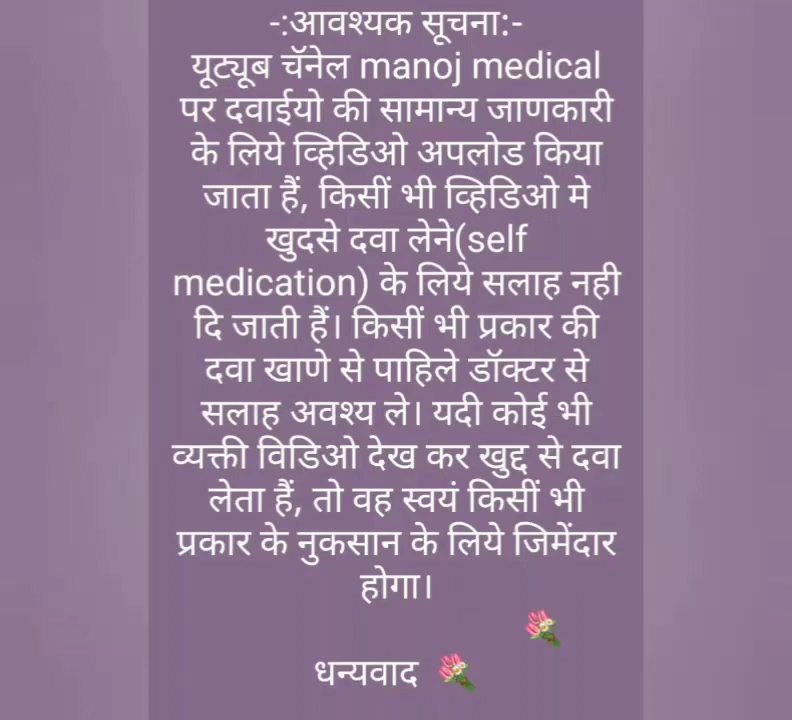 -:आवश्यक सूचना:-
यूट्यूब चॅनेल manoj medical
पर दवाईयो की सामान्य जाणकारी
के लिये व्हिडिओ अपलोड किया
जाता हैं, किसीं भी व्हिडिओ मे
खुदसे दवा लेने(self
medication) के लिये सलाह नही
दि जाती हैं। किसीं भी प्रकार की
दवा खाणे से पाहिले डॉक्टर से
सलाह अवश्य ले। यदी कोई भी
व्यक्ती विडिओ देख कर खुद्द से दवा
लेता हैं, तो वह स्वयं किसीं भी
प्रकार के नुकसान के लिये जिमेंदार
होगा।
धन्यवाद